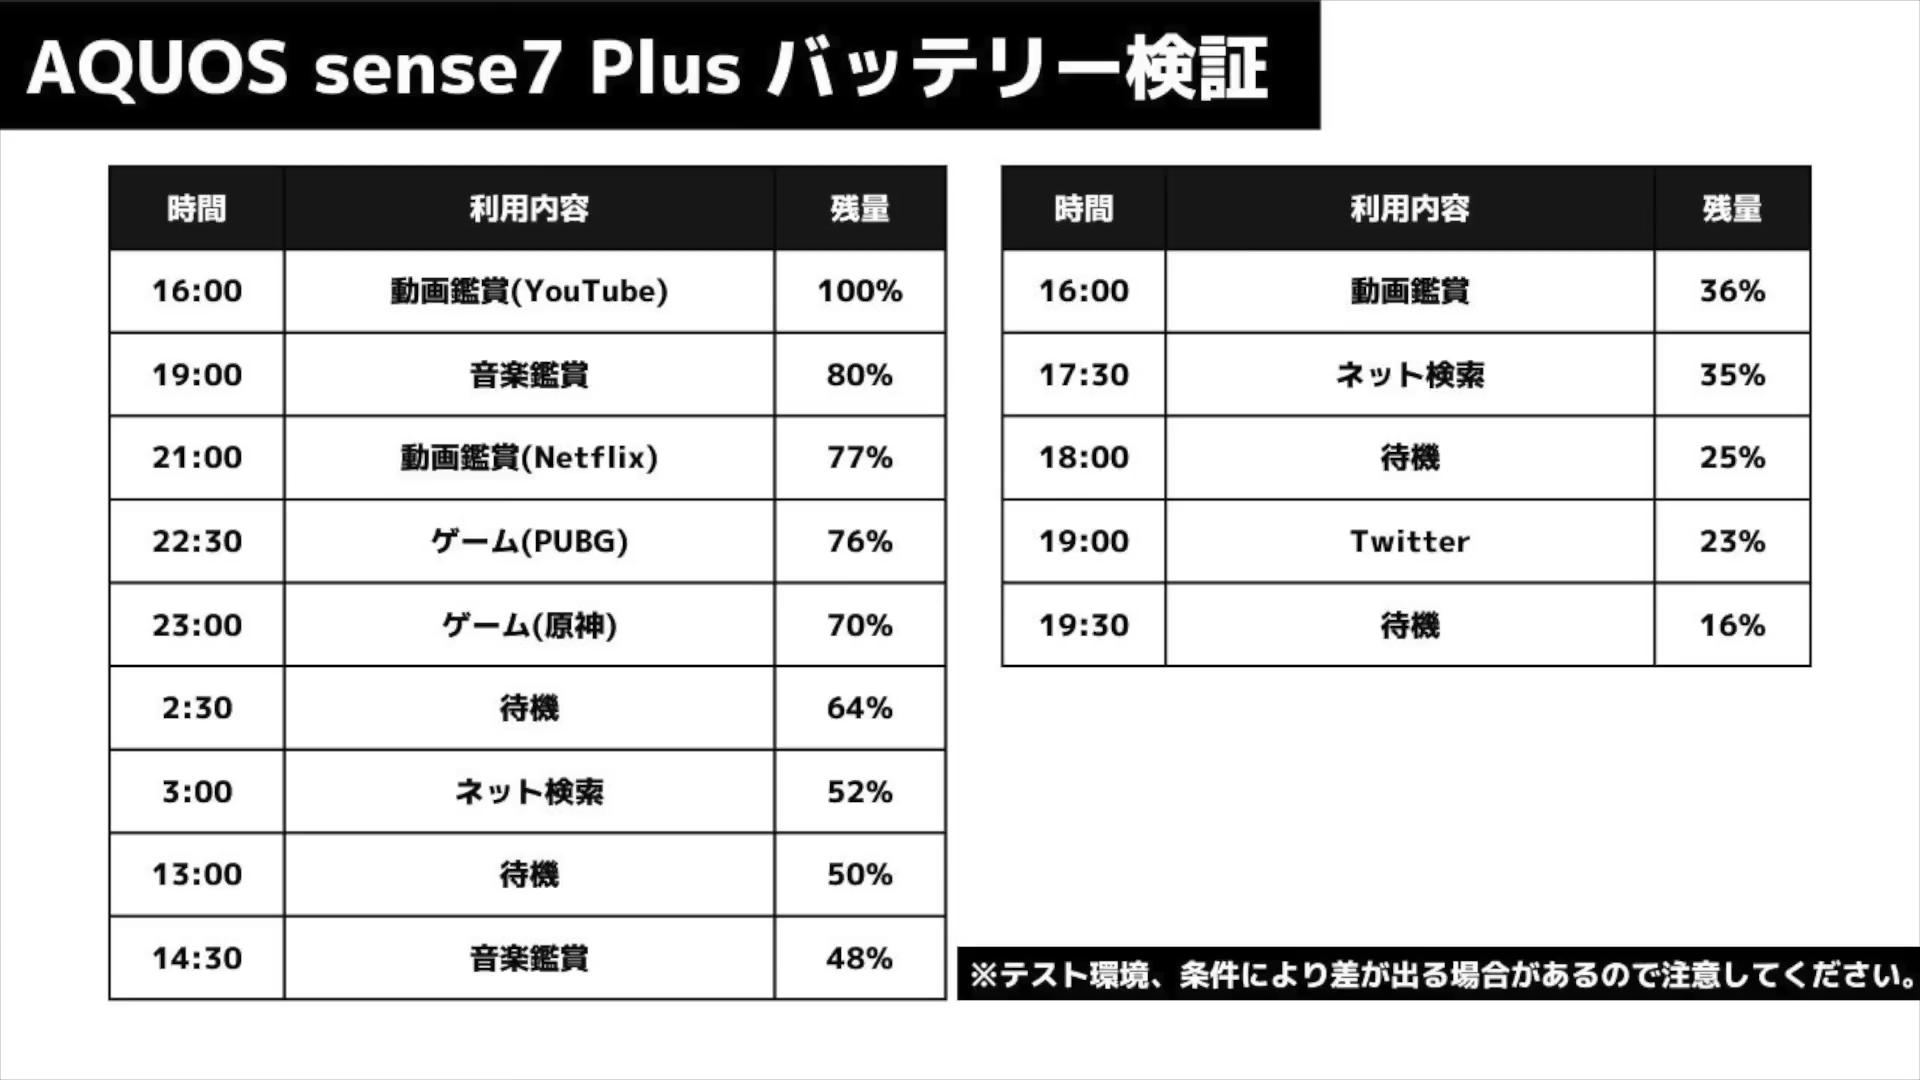 AQUOS sense7 Plus バッテリー検証
時間 利用内容 残量
16:00 動画鑑賞(YouTube) 100%
19:00 音楽鑑賞 80%
21:00 動画鑑賞(Netflix) 77%
22:30 ゲーム(PUBG) 76%
23:00 ゲーム(原神) 70%
2:30 待機 64%
3:00 ネット検索 52%
13:00 待機 50%
14:30 音楽鑑賞 48%
時間 利用内容 残量
16:00 動画鑑賞 36%
17:30 ネット検索 35%
18:00 待機 25%
19:00 Twitter 23%
19:30 待機 16%
※テスト環境、条件により差が出る場合があるので注意してください。